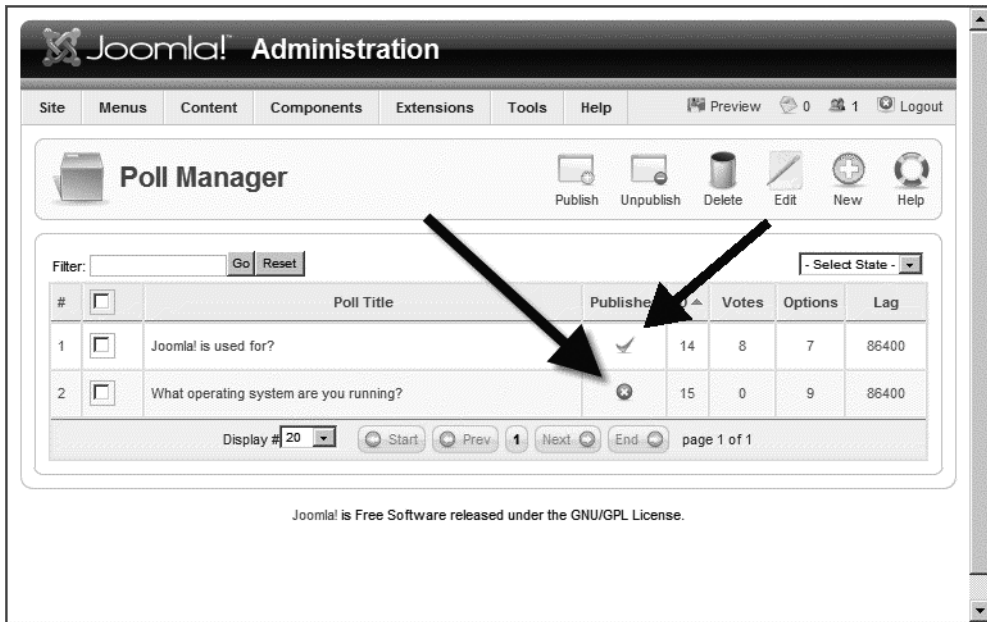 Joomla! Administration
Site Menus Content Components Extensions Tools Help Preview 0 1 Logout
Poll Manager
Publish Unpublish Delete Edit New Help
Filter: Go Reset - Select State -
# Poll Title Publishe Votes Options Lag
1 Joomla! is used for? 14 8 7 86400
2 What operating system are you running? 15 0 9 86400
Display # 20 Start Prev 1 Next End page 1 of 1
Joomla! is Free Software released under the GNU/GPL License.